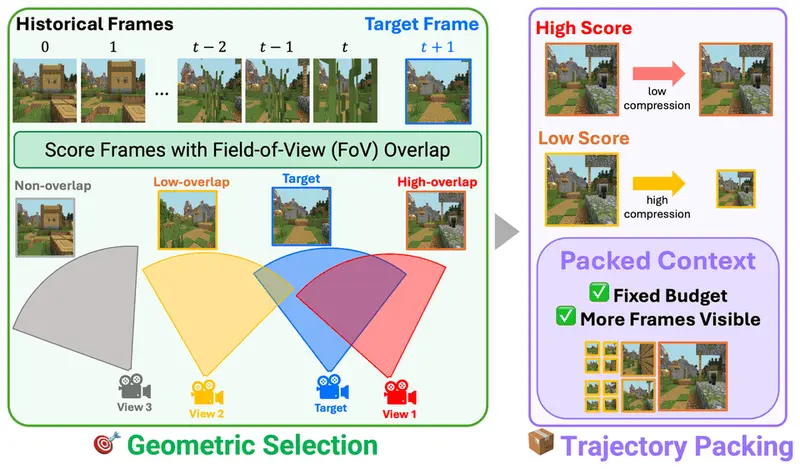 Historical Frames
Target Frame
0
1
t − 2
t − 1
t
t + 1
...
Score Frames with Field-of-View (FoV) Overlap
Non-overlap
Low-overlap
Target
High-overlap
View 3
View 2
Target
View 1
Geometric Selection
High Score
low
compression
Low Score
high
compression
Packed Context
Fixed Budget
More Frames Visible
Trajectory Packing